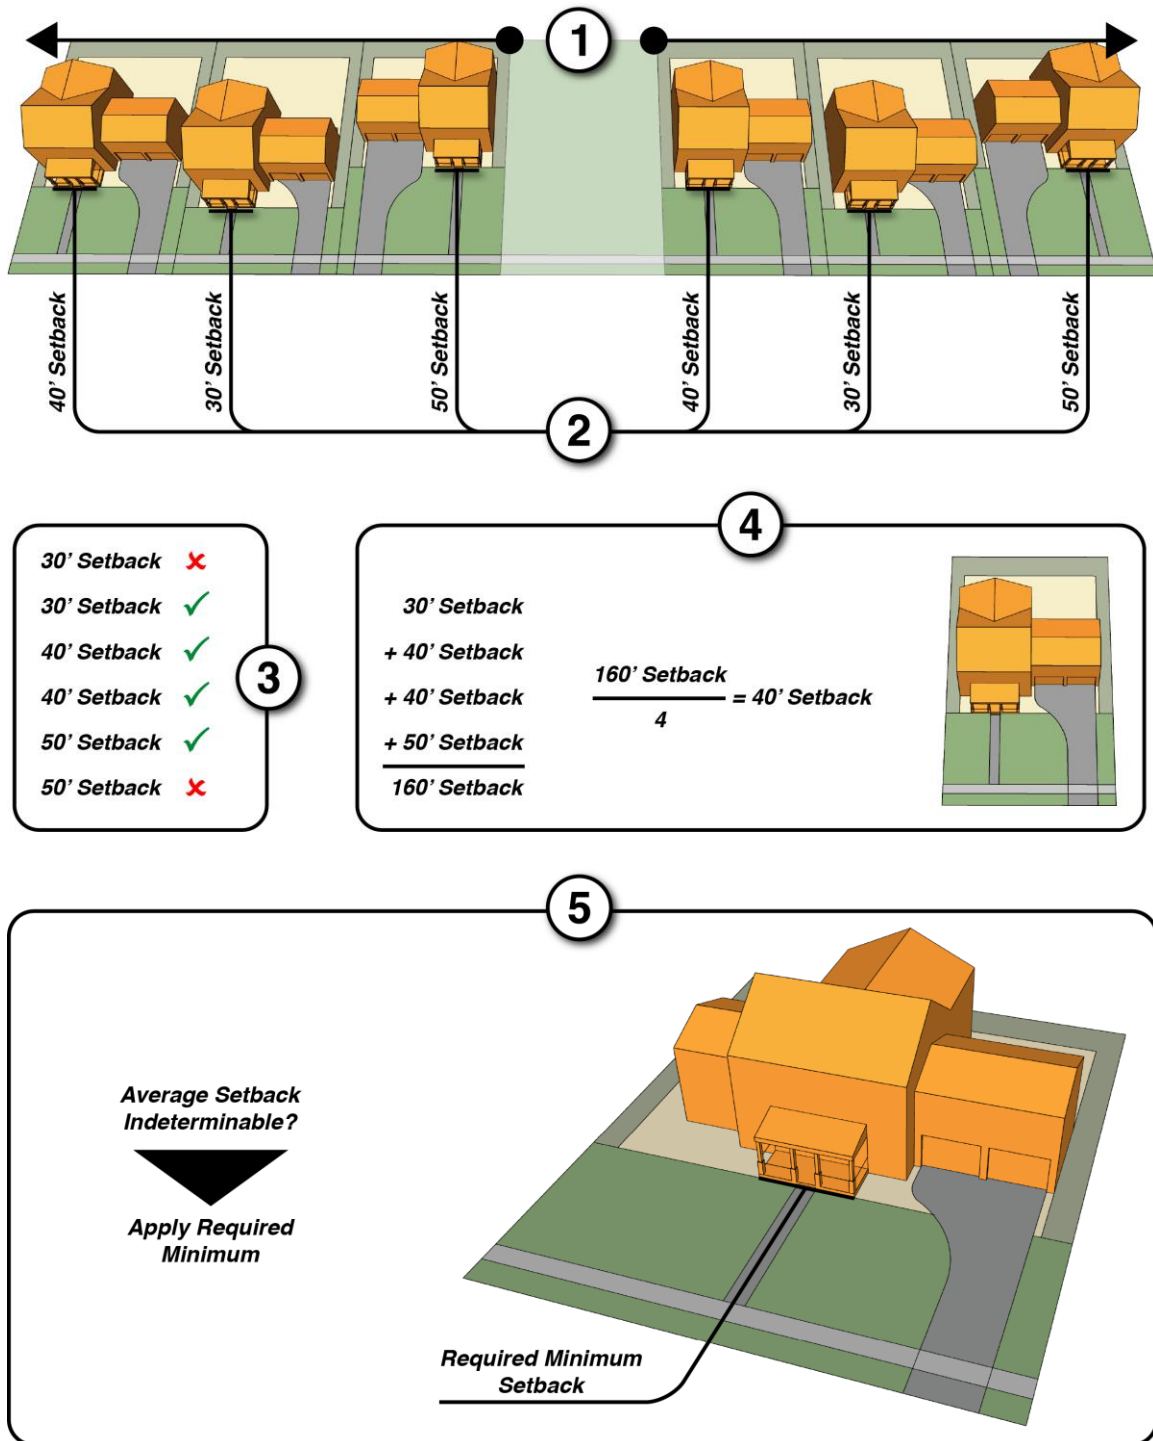 1
40' Setback
30' Setback
50' Setback
40' Setback
30' Setback
50' Setback
2
30' Setback ✘
30' Setback ✓
40' Setback ✓
40' Setback ✓
50' Setback ✓
50' Setback ✘
3
4
30' Setback
+ 40' Setback
+ 40' Setback
+ 50' Setback
160' Setback
160' Setback
4
= 40' Setback
5
Average Setback
Indeterminable?
Apply Required
Minimum
Required Minimum
Setback